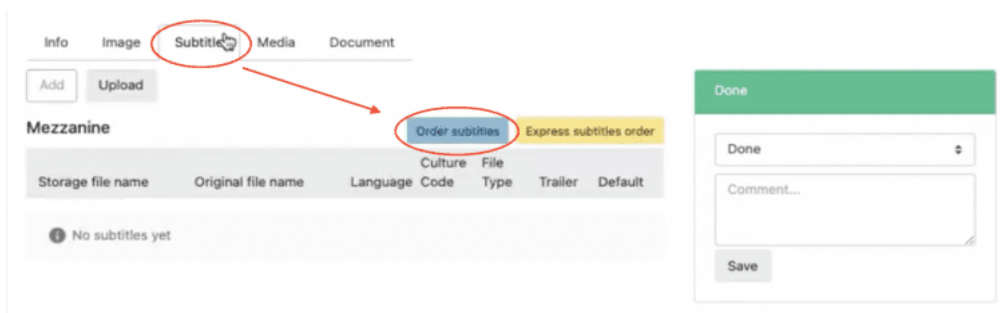 Info Image Subtitle Media Document
Add Upload
Mezzanine
Order subtitles Express subtitles order
Storage file name Original file name Language Culture Code File Type Trailer Default
No subtitles yet
Done
Done
Comment...
Save